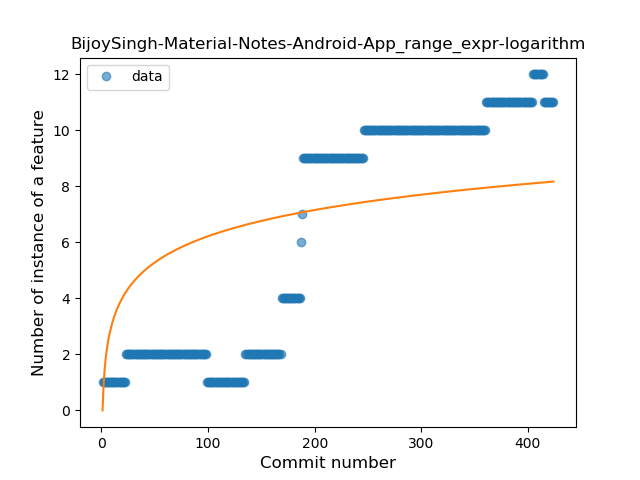 BijoySingh-Material-Notes-Android-App_range_expr-logarithm
data
12
10
8
6
4
2
0
Number of instance of a feature
0 100 200 300 400
Commit number